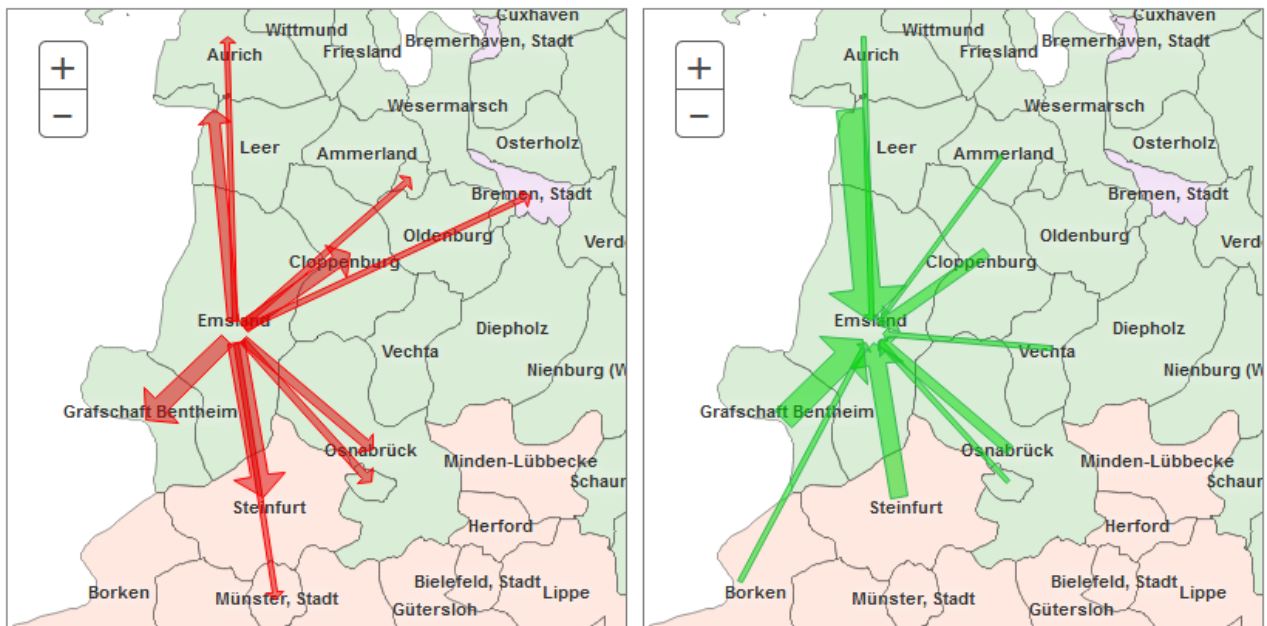 +
−
Cuxhaven
Wittmund
Bremerhaven, Stadt
Friesland
Aurich
Wesermarsch
Osterholz
Leer
Ammerland
Bremen, Stadt
Oldenburg
Verd
Cloppenburg
Emsland
Diepholz
Vechta
Nienburg (W
Grafschaft Bentheim
Osnabrück
Minden-Lübbecke
Schaur
Steinfurt
Herford
Borken
Münster, Stadt
Bielefeld, Stadt
Lippe
Gütersloh
+
−
Cuxhaven
Wittmund
Bremerhaven, Stadt
Friesland
Aurich
Wesermarsch
Osterholz
Leer
Ammerland
Bremen, Stadt
Oldenburg
Verd
Cloppenburg
Emsland
Diepholz
Vechta
Nienburg (W
Grafschaft Bentheim
Osnabrück
Minden-Lübbecke
Schaur
Steinfurt
Herford
Borken
Münster, Stadt
Bielefeld, Stadt
Lippe
Gütersloh